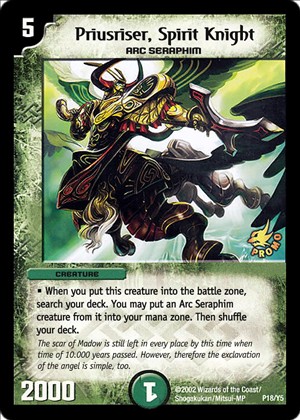 5
Priusriser, Spirit Knight
ARC SERAPHIM
PROMO
CREATURE
▪ When you put this creature into the battle zone,
search your deck. You may put an Arc Seraphim
creature from it into your mana zone. Then shuffle
your deck.
The scar of Madow is still left in every place by this time when
time of 10.000 years passed. However, therefore the exclavation
of the angel is simple, too.
2000
1
©2002 Wizards of the Coast/
Shogakukan/Mitsui-MP
P18/Y5